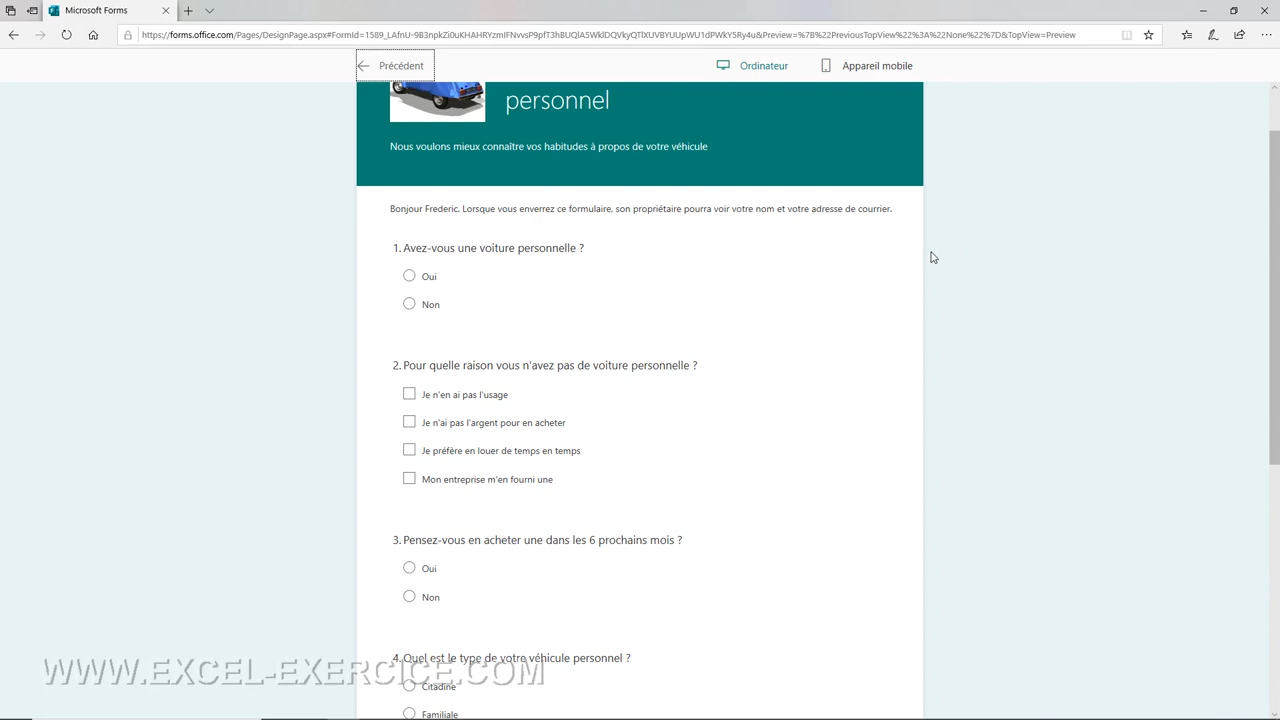 Microsoft Forms
https://forms.office.com/Pages/DesignPage.aspx#FormId=1589_LAfnU-9B3npkZi0uKHAHRYzmIFNvvsP9pfT3hBUQlA5WklDQVkyQTlXUVBYUUpWU1dPWkY5Ry4u&Preview=%7B%22PreviousTopView%22%3A%22None%22%7D&TopView=Preview
Précédent
Ordinateur
Appareil mobile
personnel
Nous voulons mieux connaître vos habitudes à propos de votre véhicule
Bonjour Frederic. Lorsque vous enverrez ce formulaire, son propriétaire pourra voir votre nom et votre adresse de courrier.
1. Avez-vous une voiture personnelle ?
Oui
Non
2. Pour quelle raison vous n'avez pas de voiture personnelle ?
Je n'en ai pas l'usage
Je n'ai pas l'argent pour en acheter
Je préfère en louer de temps en temps
Mon entreprise m'en fourni une
3. Pensez-vous en acheter une dans les 6 prochains mois ?
Oui
Non
4. Quel est le type de votre véhicule personnel ?
WWW.EXCEL-EXERCICE.COM
Citadine
Familiale